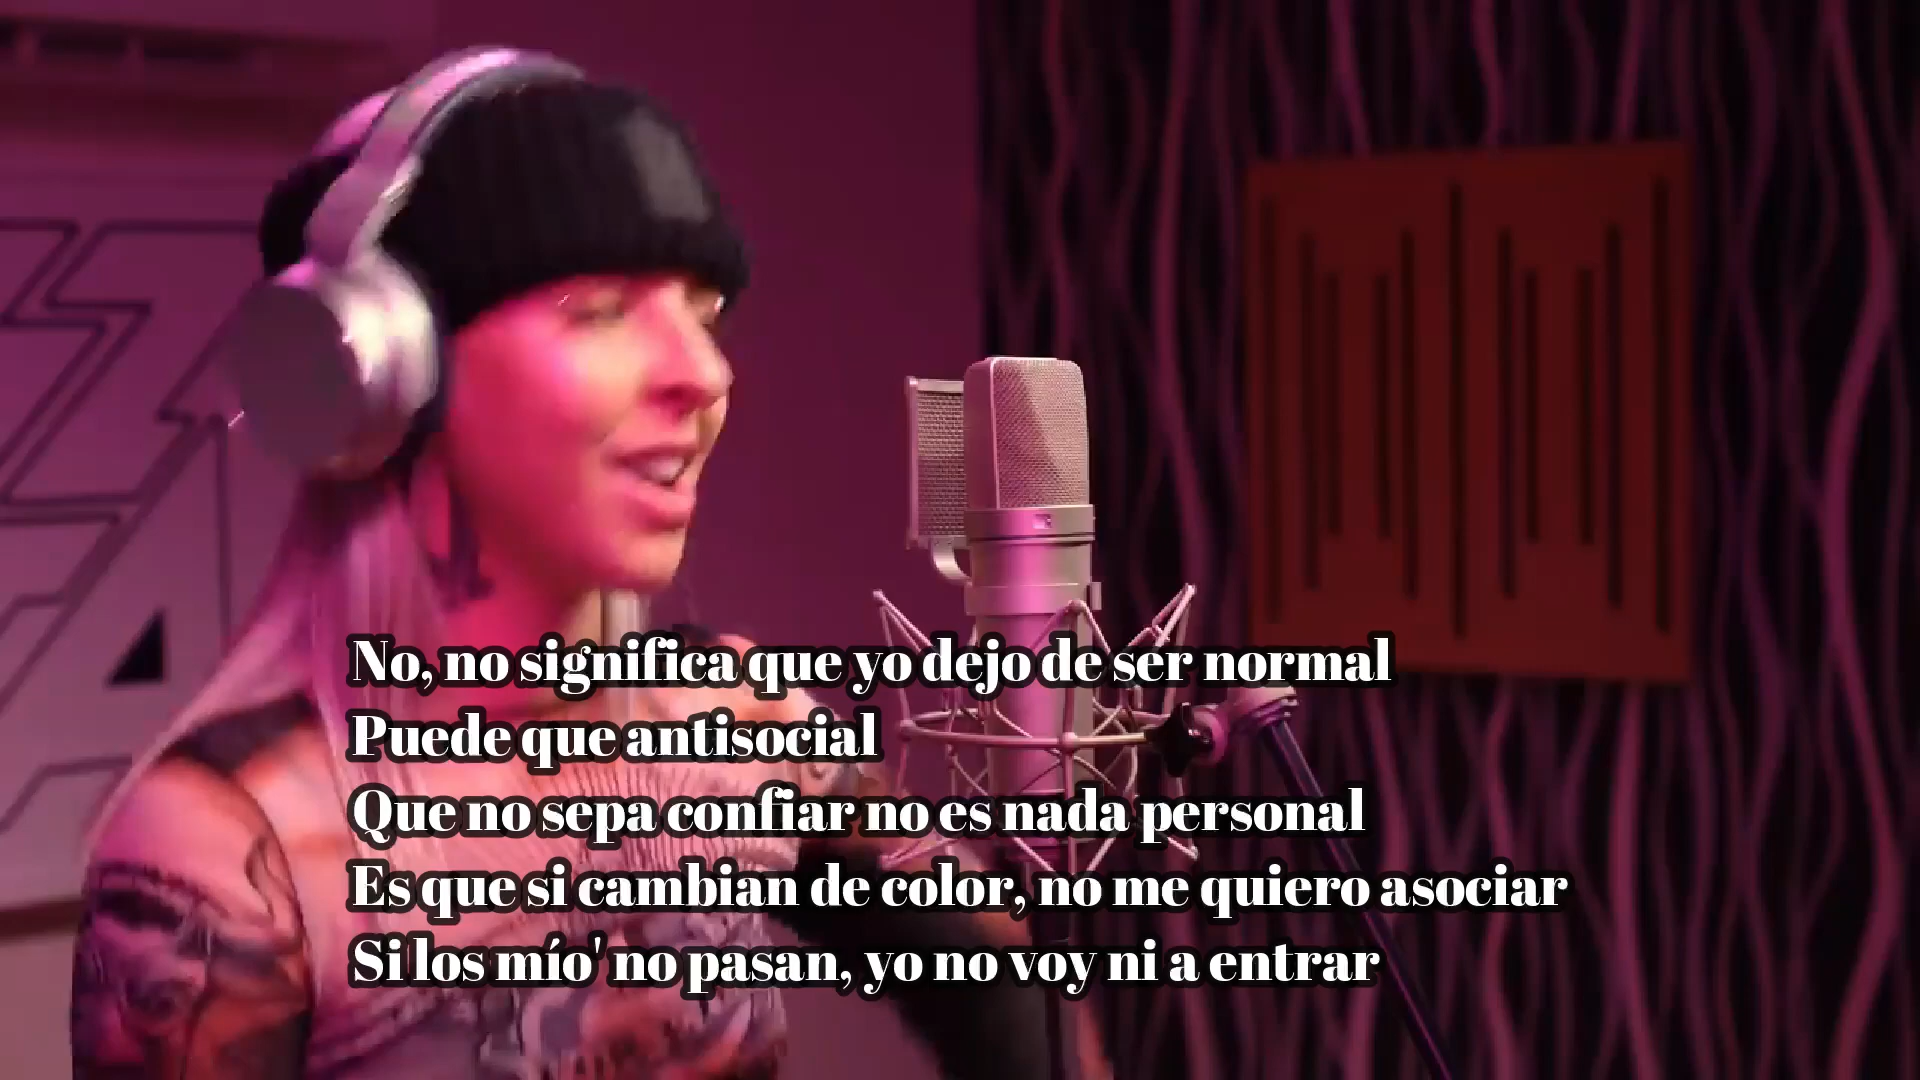 No, no significa que yo dejo de ser normal
Puede que antisocial
Que no sepa confiar no es nada personal
Es que si cambian de color, no me quiero asociar
Si los mío' no pasan, yo no voy ni a entrar